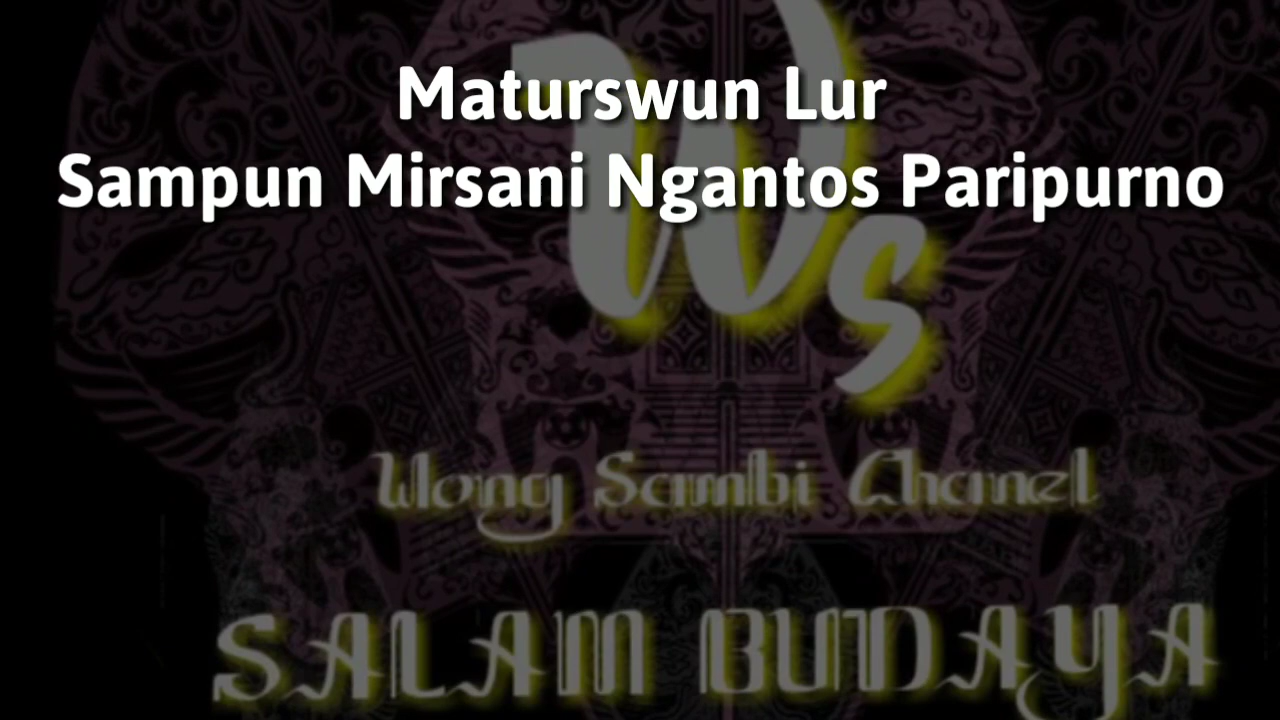 Maturswun Lur
Sampun Mirsani Ngantos Paripurno
Ws
Wong Sambi Chanel
SALAM BUDAYA